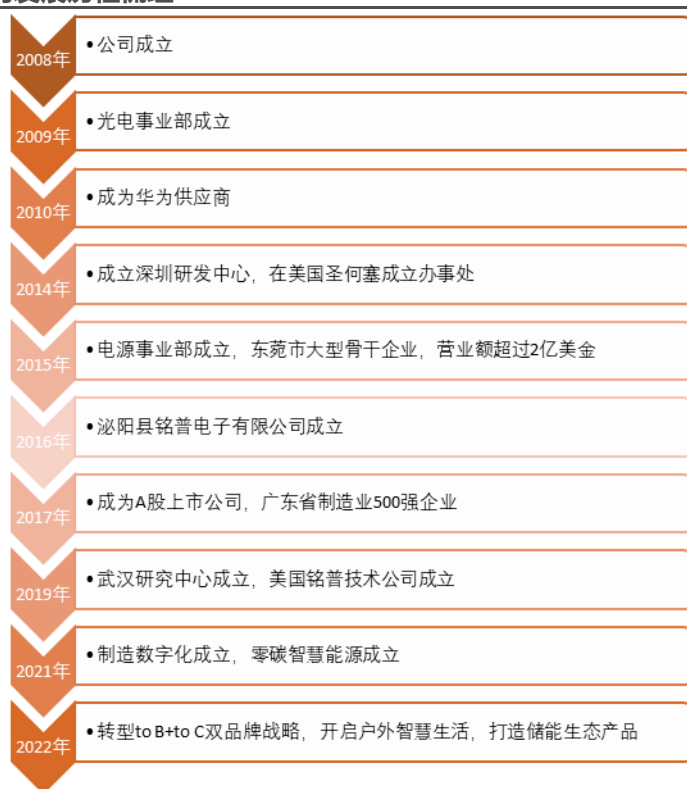 2008年
•公司成立
2009年
•光电事业部成立
2010年
•成为华为供应商
2014年
•成立深圳研发中心，在美国圣何塞成立办事处
2015年
•电源事业部成立，东莞市大型骨干企业，营业额超过2亿美金
2016年
•泌阳县铭普电子有限公司成立
2017年
•成为A股上市公司，广东省制造业500强企业
2019年
•武汉研究中心成立，美国铭普技术公司成立
2021年
•制造数字化成立，零碳智慧能源成立
2022年
•转型to B+to C双品牌战略，开启户外智慧生活，打造储能生态产品